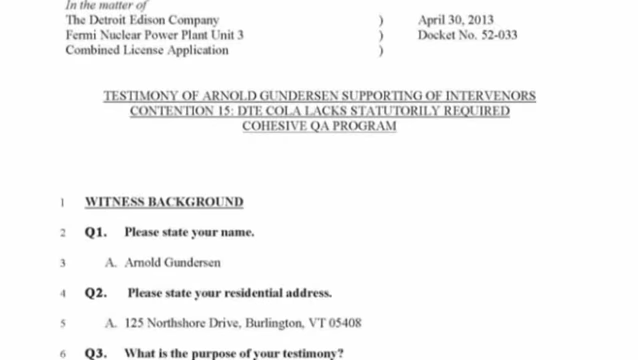 In the matter of
The Detroit Edison Company ) April 30, 2013
Fermi Nuclear Power Plant Unit 3 ) Docket No. 52-033
Combined License Application )
TESTIMONY OF ARNOLD GUNDERSEN SUPPORTING OF INTERVENORS
CONTENTION 15: DTE COLA LACKS STATUTORILY REQUIRED
COHESIVE QA PROGRAM
1 WITNESS BACKGROUND
2 Q1. Please state your name.
3 A. Arnold Gundersen
4 Q2. Please state your residential address.
5 A. 125 Northshore Drive, Burlington, VT 05408
6 Q3. What is the purpose of your testimony?